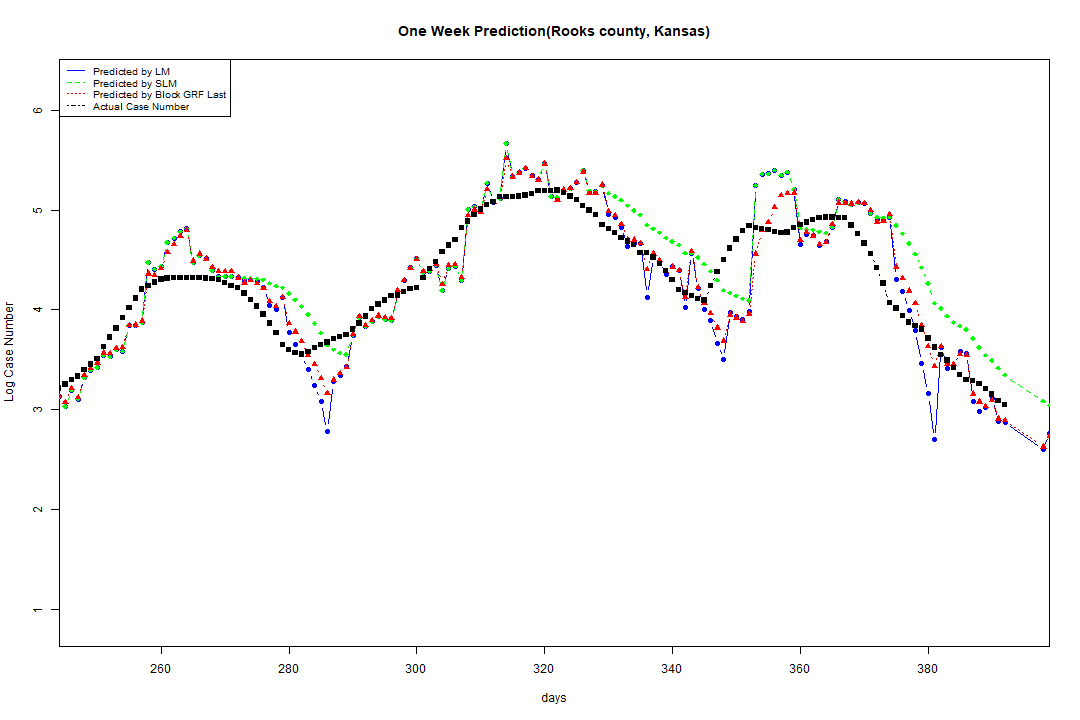 One Week Prediction(Rooks county, Kansas)
Predicted by LM
Predicted by SLM
Predicted by Block GRF Last
Actual Case Number
Log Case Number
6
5
4
3
2
1
260 280 300 320 340 360 380
days